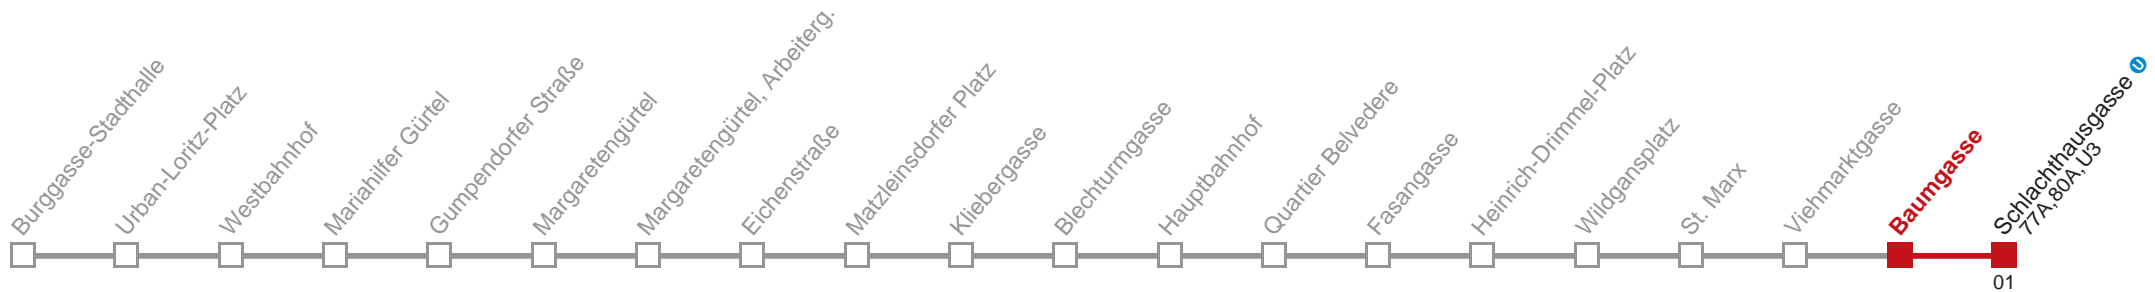 Burggasse-Stadthalle
Urban-Loritz-Platz
Westbahnhof
Mariahilfer Gürtel
Gumpendorfer Straße
Margaretengürtel
Margaretengürtel, Arbeiterg.
Eichenstraße
Matzleinsdorfer Platz
Kliebergasse
Blechturmgasse
Hauptbahnhof
Quartier Belvedere
Fasangasse
Heinrich-Drimmel-Platz
Wildgansplatz
St. Marx
Viehmarktgasse
Baumgasse
Schlachthausgasse U
77A, 80A, U3
01